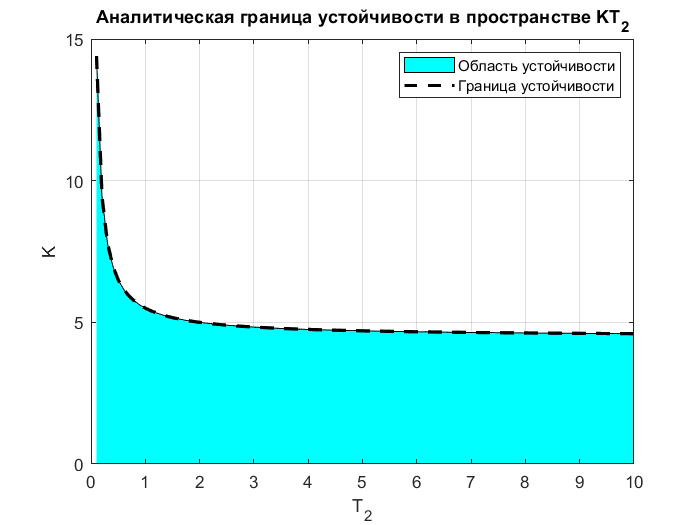 Аналитическая граница устойчивости в пространстве KT₂
15
Область устойчивости
Граница устойчивости
10
K
5
0
0 1 2 3 4 5 6 7 8 9 10
T₂